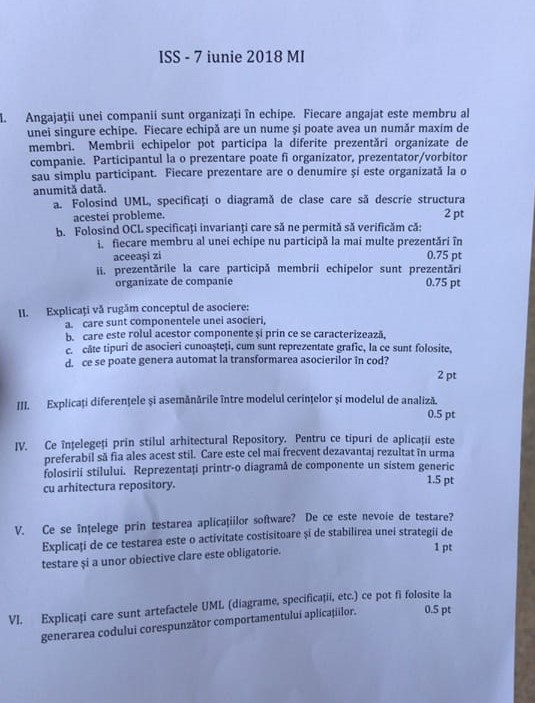 ISS - 7 iunie 2018 MI
I. Angajații unei companii sunt organizați în echipe. Fiecare angajat este membru al
unei singure echipe. Fiecare echipă are un nume și poate avea un număr maxim de
membri. Membrii echipelor pot participa la diferite prezentări organizate de
companie. Participantul la o prezentare poate fi organizator, prezentator/vorbitor
sau simplu participant. Fiecare prezentare are o denumire și este organizată la o
anumită dată.
a. Folosind UML, specificați o diagramă de clase care să descrie structura
acestei probleme. 2 pt
b. Folosind OCL specificați invarianți care să ne permită să verificăm că:
i. fiecare membru al unei echipe nu participă la mai multe prezentări în
aceeași zi 0.75 pt
ii. prezentările la care participă membrii echipelor sunt prezentări
organizate de companie 0.75 pt
II. Explicați vă rugăm conceptul de asociere:
a. care sunt componentele unei asocieri,
b. care este rolul acestor componente și prin ce se caracterizează,
c. câte tipuri de asocieri cunoașteți, cum sunt reprezentate grafic, la ce sunt folosite,
d. ce se poate genera automat la transformarea asocierilor în cod?
2 pt
III. Explicați diferențele și asemănările între modelul cerințelor și modelul de analiză.
0.5 pt
IV. Ce înțelegeți prin stilul arhitectural Repository. Pentru ce tipuri de aplicații este
preferabil să fia ales acest stil. Care este cel mai frecvent dezavantaj rezultat în urma
folosirii stilului. Reprezentați printr-o diagramă de componente un sistem generic
cu arhitectura repository. 1.5 pt
V. Ce se înțelege prin testarea aplicațiilor software? De ce este nevoie de testare?
Explicați de ce testarea este o activitate costisitoare și de stabilirea unei strategii de
testare și a unor obiective clare este obligatorie. 1 pt
VI. Explicați care sunt artefactele UML (diagrame, specificații, etc.) ce pot fi folosite la
generarea codului corespunzător comportamentului aplicațiilor. 0.5 pt